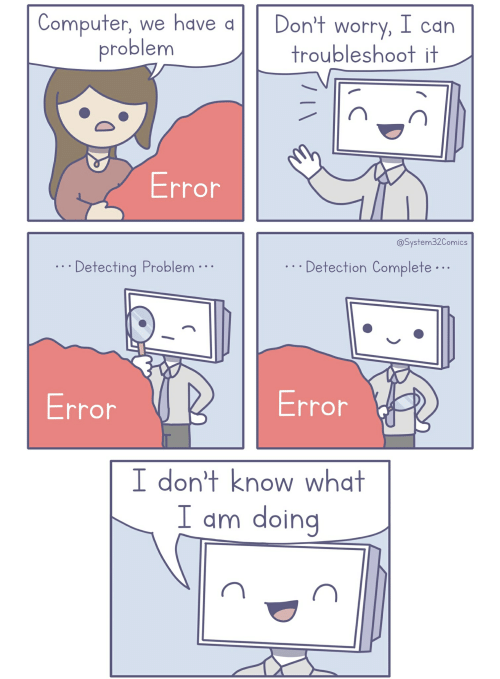 Computer, we have a
problem
Error
Don't worry, I can
troubleshoot it
··· Detecting Problem ···
Error
@System32Comics
··· Detection Complete ···
Error
I don't know what
I am doing